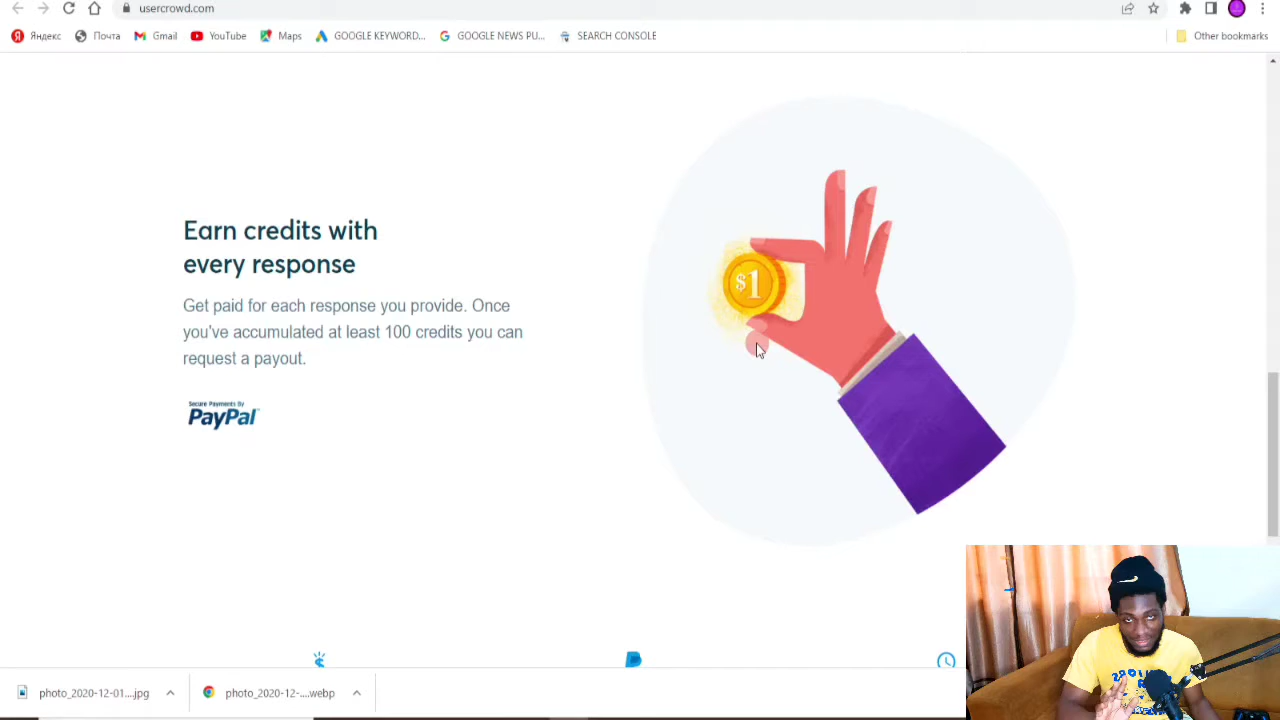 usercrowd.com
Яндекс
Почта
Gmail
YouTube
Maps
GOOGLE KEYWORD...
GOOGLE NEWS PU...
SEARCH CONSOLE
Other bookmarks
Earn credits with
every response
Get paid for each response you provide. Once
you've accumulated at least 100 credits you can
request a payout.
Secure Payments By
PayPal
$1
photo_2020-12-01....jpg
photo_2020-12-....webp